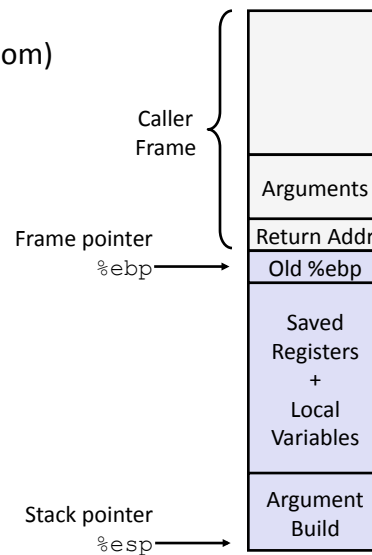 om)
Caller
Frame
Arguments
Return Addr
Frame pointer
%ebp
Old %ebp
Saved
Registers
+
Local
Variables
Argument
Build
Stack pointer
%esp